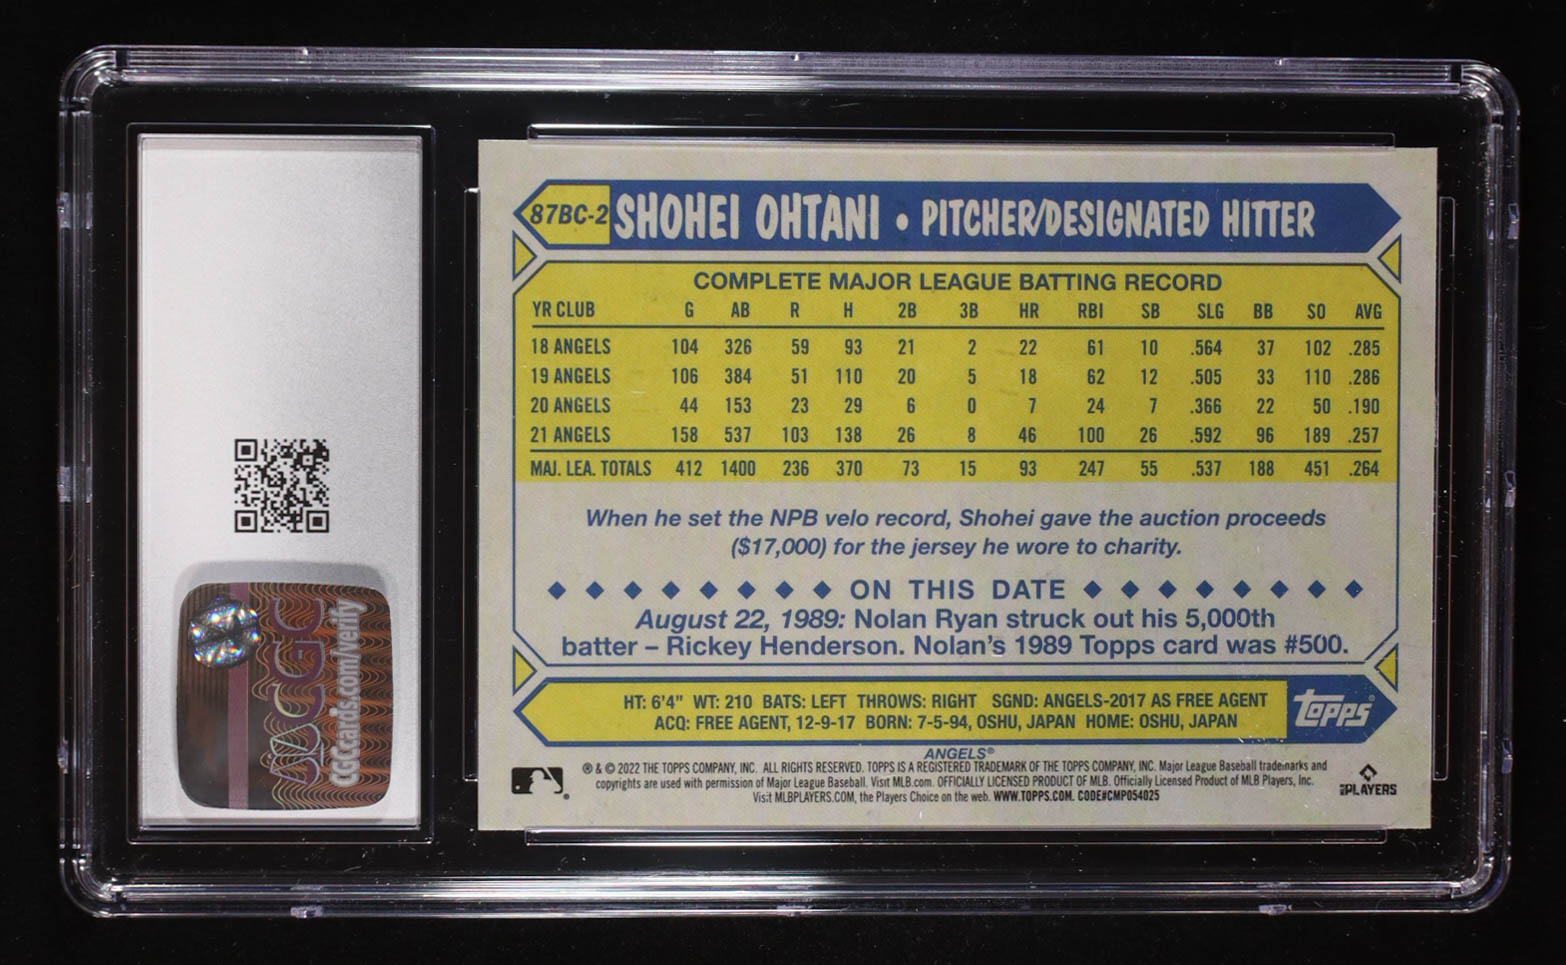 87BC-2 SHOHEI OHTANI • PITCHER/DESIGNATED HITTER
COMPLETE MAJOR LEAGUE BATTING RECORD
YR CLUB G AB R H 2B 3B HR RBI SB SLG BB SO AVG
18 ANGELS 104 326 59 93 21 2 22 61 10 .564 37 102 .285
19 ANGELS 106 384 51 110 20 5 18 62 12 .505 33 110 .286
20 ANGELS 44 153 23 29 6 0 7 24 7 .366 22 50 .190
21 ANGELS 158 537 103 138 26 8 46 100 26 .592 96 189 .257
MAJ. LEA. TOTALS 412 1400 236 370 73 15 93 247 55 .537 188 451 .264
When he set the NPB velo record, Shohei gave the auction proceeds
($17,000) for the jersey he wore to charity.
ON THIS DATE
August 22, 1989: Nolan Ryan struck out his 5,000th
batter – Rickey Henderson. Nolan's 1989 Topps card was #500.
HT: 6'4" WT: 210 BATS: LEFT THROWS: RIGHT SGND: ANGELS-2017 AS FREE AGENT
ACQ: FREE AGENT, 12-9-17 BORN: 7-5-94, OSHU, JAPAN HOME: OSHU, JAPAN
Topps®
ANGELS®
® & © 2022 THE TOPPS COMPANY, INC. ALL RIGHTS RESERVED. TOPPS IS A REGISTERED TRADEMARK OF THE TOPPS COMPANY, INC. Major League Baseball trademarks and
copyrights are used with permission of Major League Baseball. Visit MLB.com. OFFICIALLY LICENSED PRODUCT OF MLB. Officially Licensed Product of MLB Players, Inc.
Visit MLBPLAYERS.COM, the Players Choice on the web. WWW.TOPPS.COM. CODE#CMP054025
PLAYERS
CGC
CGCcards.com/verify